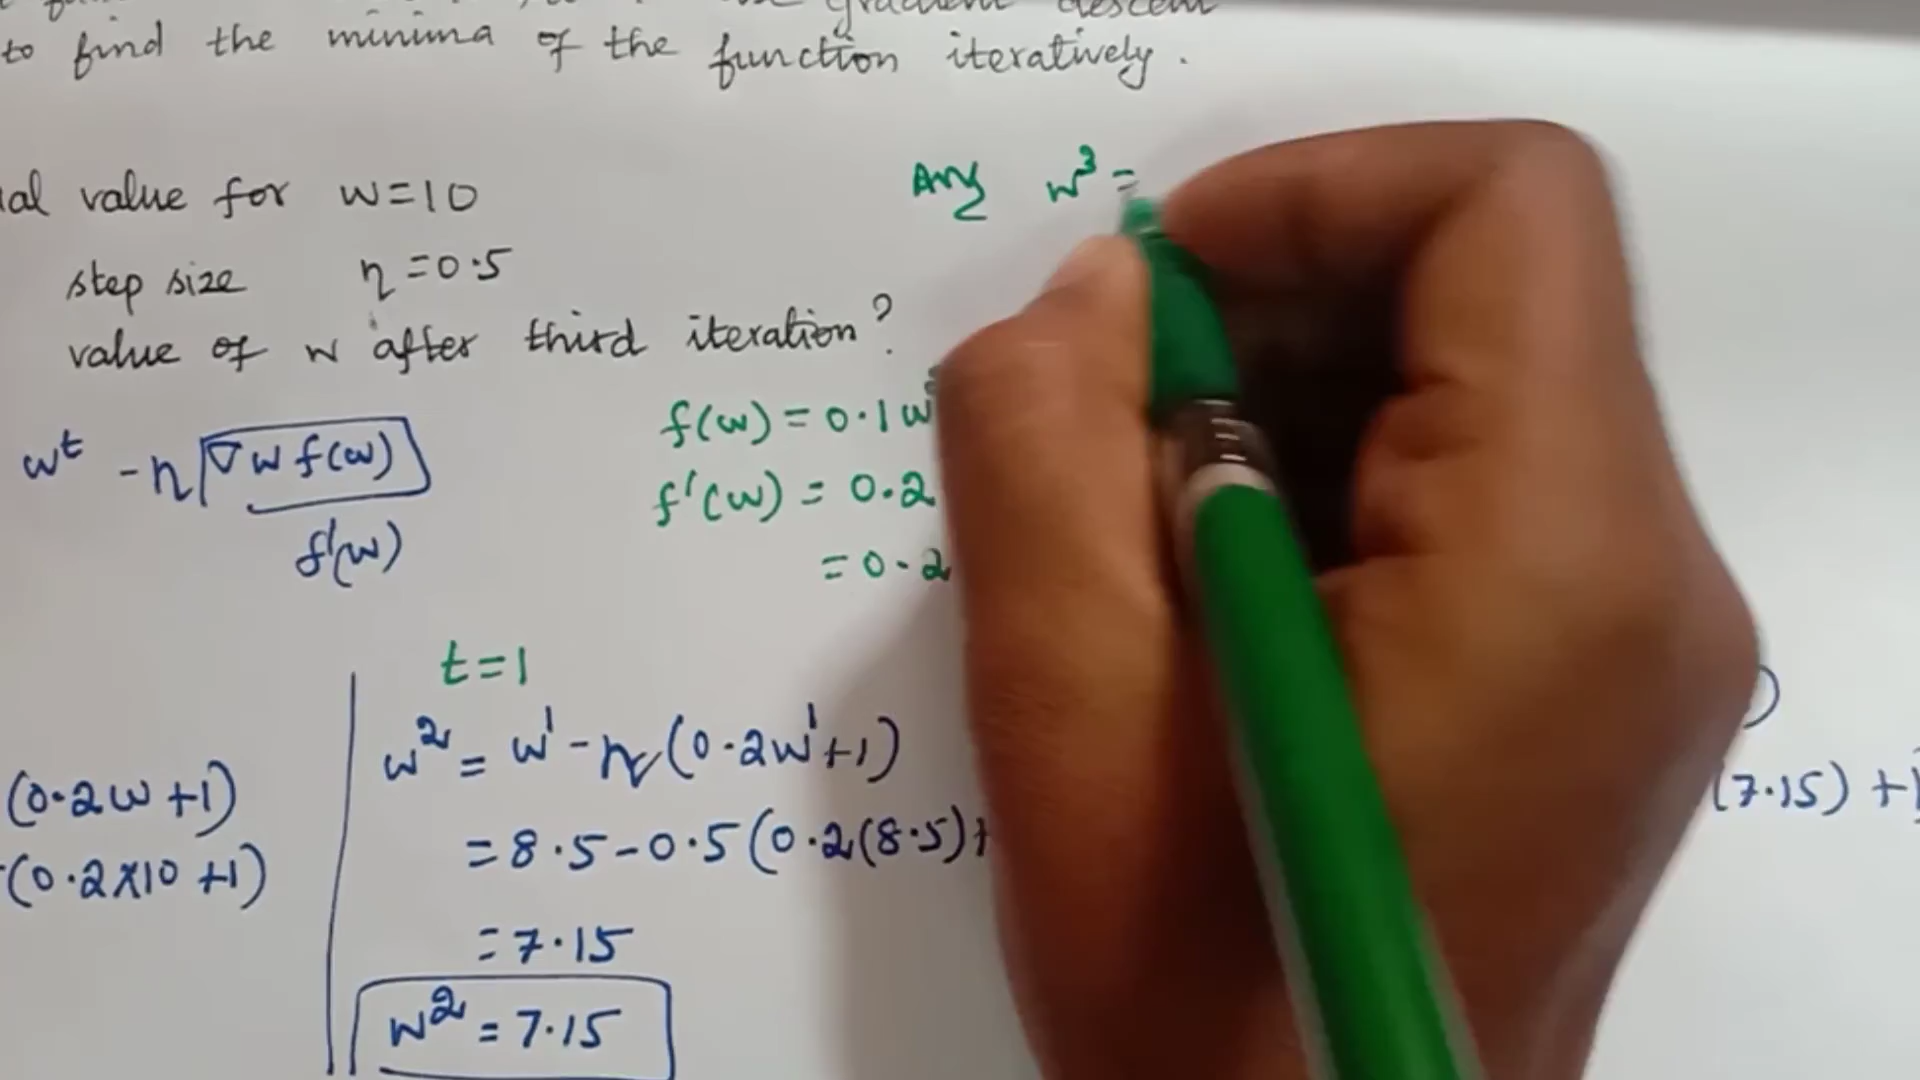 gradient descent
to find the minima of the function iteratively.
value for w=10
Ans w³ =
step size η=0.5
value of w after third iteration?
f(w) = 0.1w
wᵗ - η ∇w f(w)
f'(w) = 0.2
f'(w)
= 0.2
t=1
w² = w¹ - η(0.2w¹+1)
(0.2w +1)
(7.15) +1
= 8.5-0.5(0.2(8.5)+
(0.2×10 +1)
= 7.15
w² = 7.15